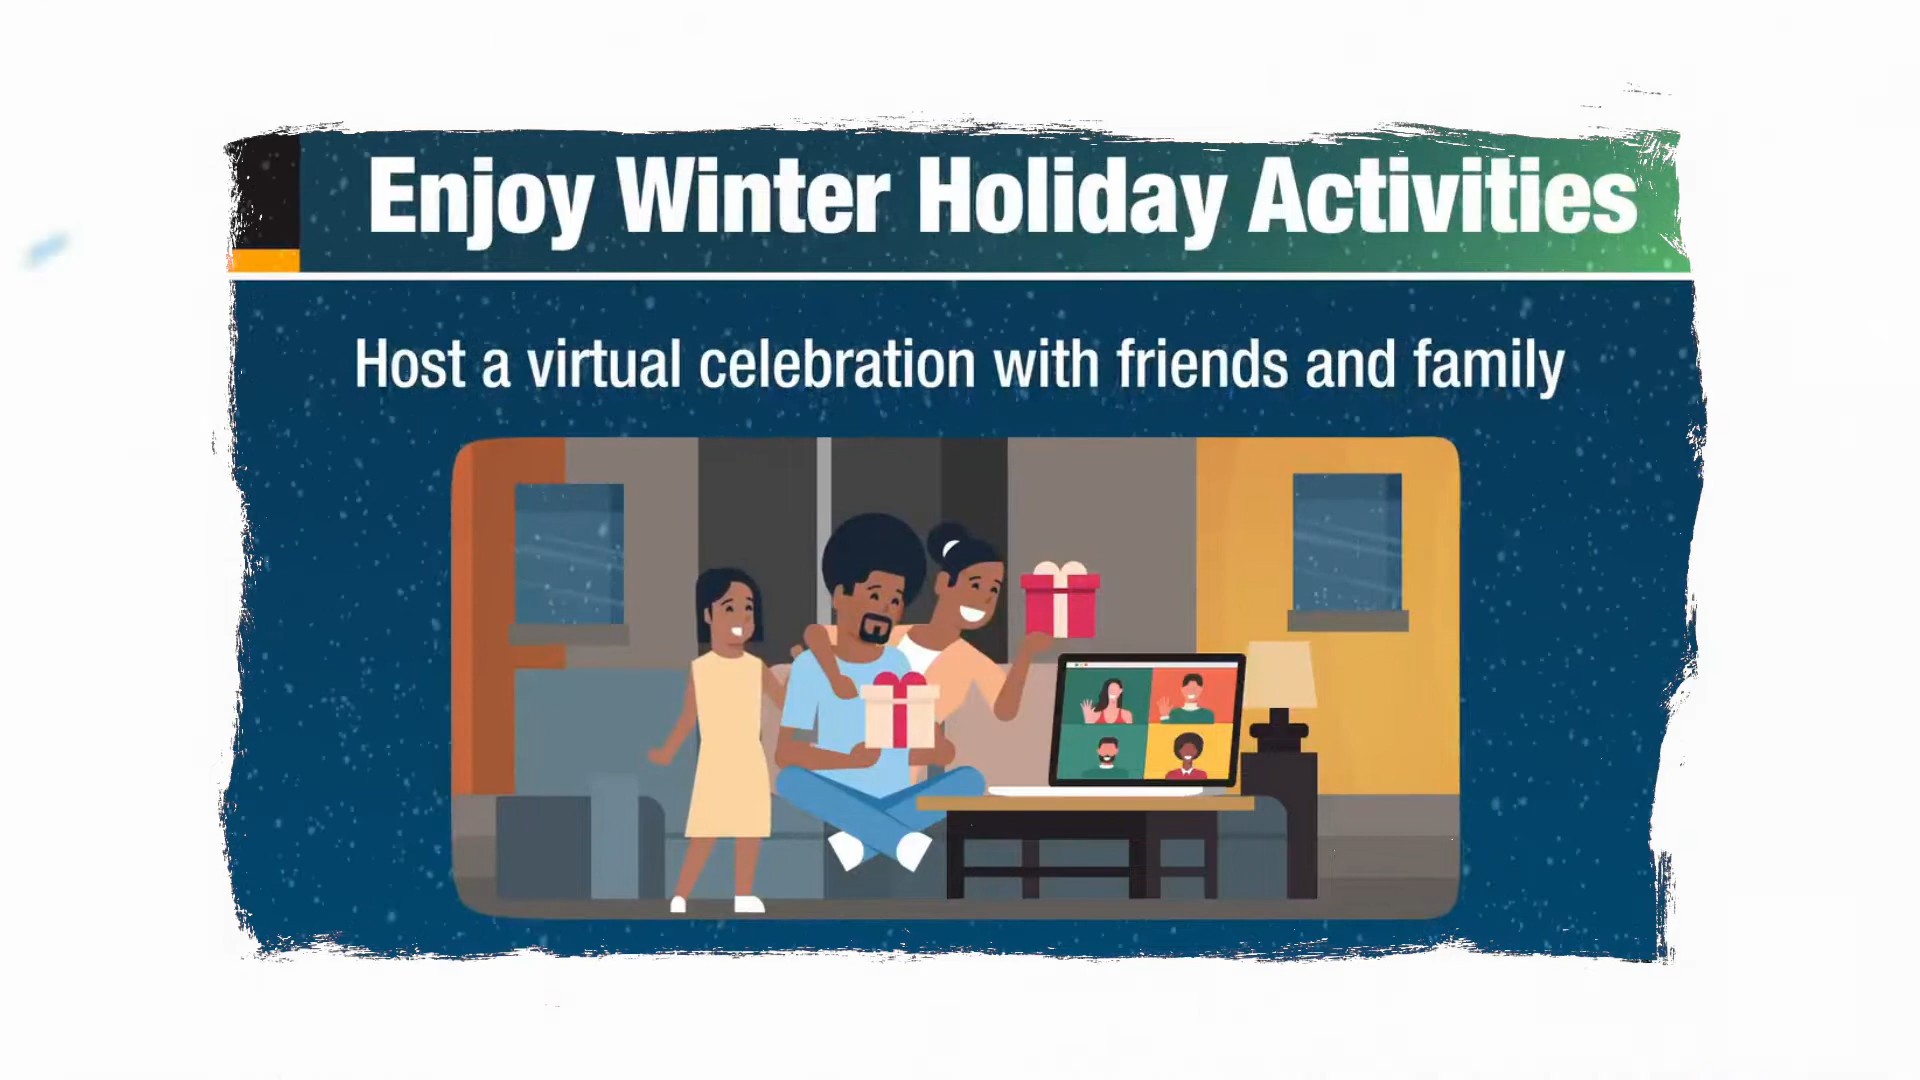 Enjoy Winter Holiday Activities
Host a virtual celebration with friends and family